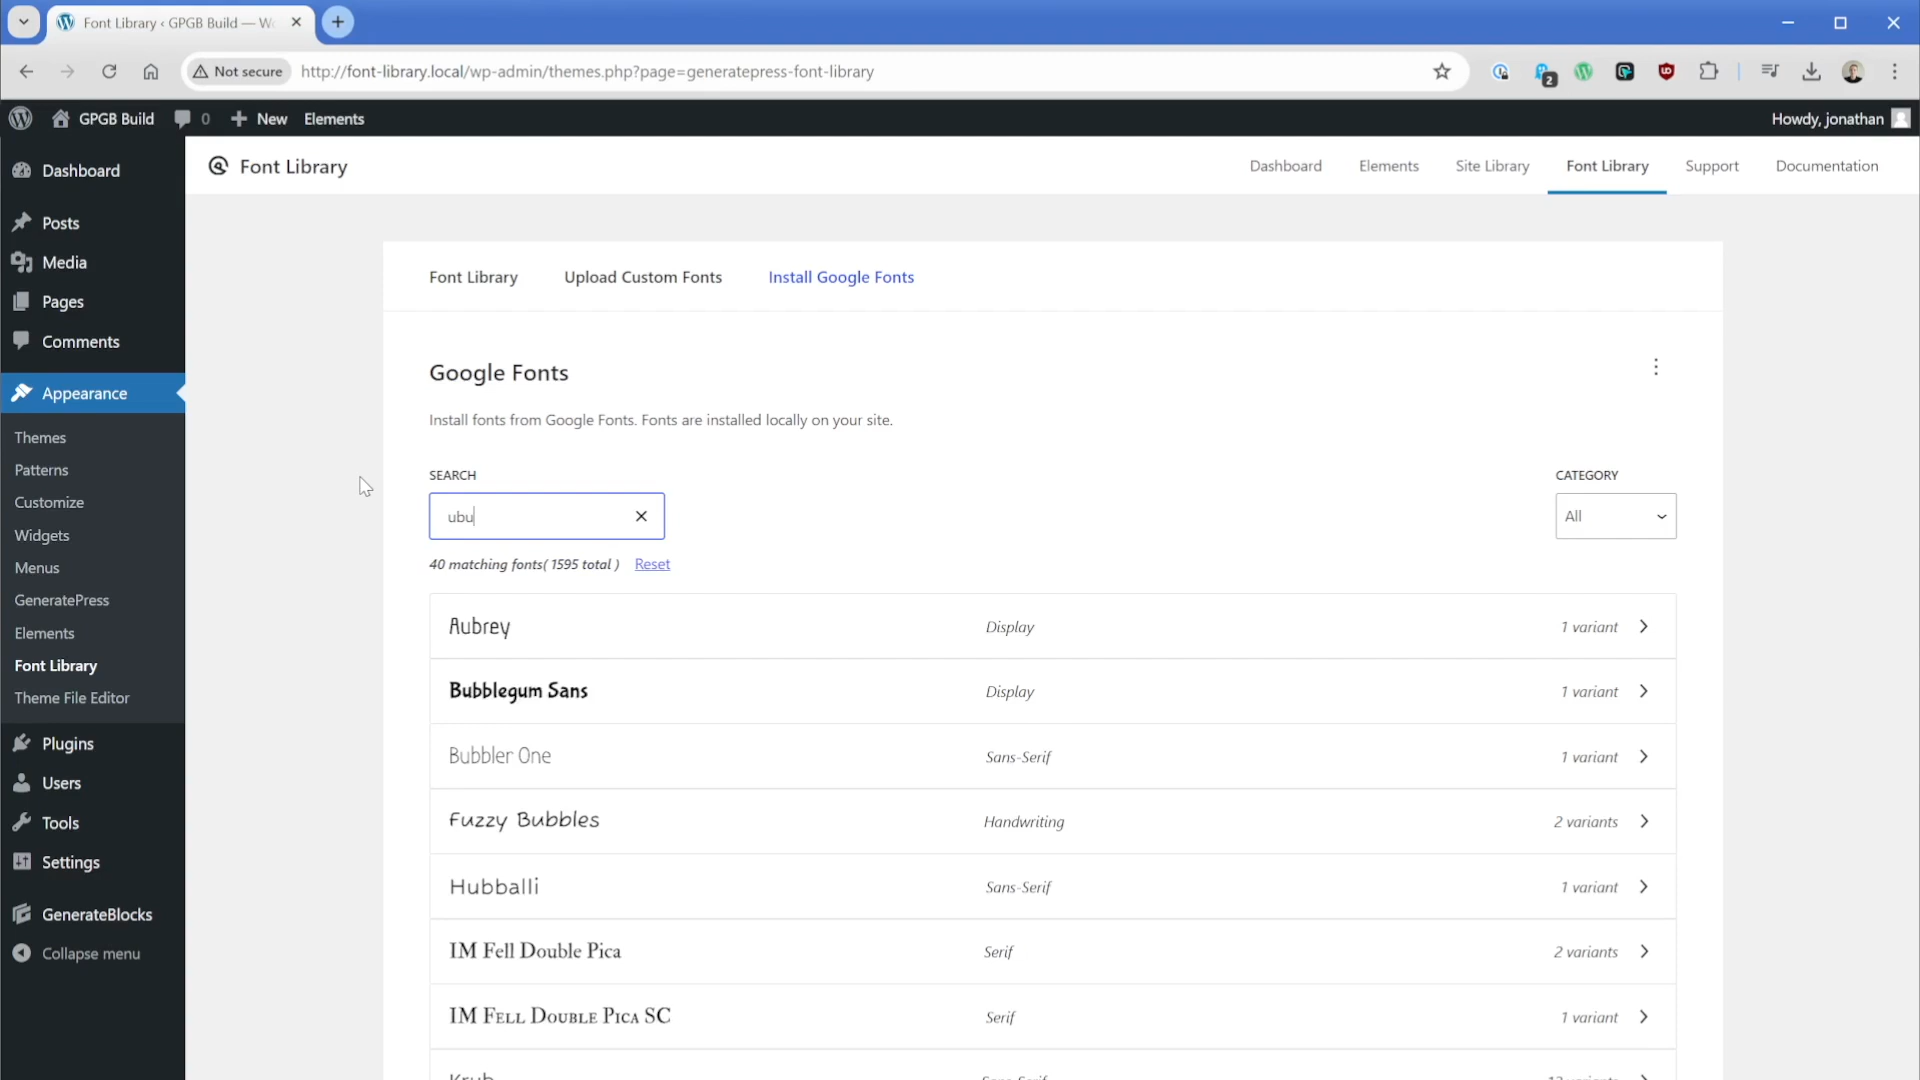 Font Library ‹ GPGB Build — Wo
Not secure
http://font-library.local/wp-admin/themes.php?page=generatepress-font-library
2
GPGB Build
0
New
Elements
Howdy, jonathan
Dashboard
Posts
Media
Pages
Comments
Appearance
Themes
Patterns
Customize
Widgets
Menus
GeneratePress
Elements
Font Library
Theme File Editor
Plugins
Users
Tools
Settings
GenerateBlocks
Collapse menu
Font Library
Dashboard
Elements
Site Library
Font Library
Support
Documentation
Font Library
Upload Custom Fonts
Install Google Fonts
Google Fonts
Install fonts from Google Fonts. Fonts are installed locally on your site.
SEARCH
CATEGORY
ubu
All
40 matching fonts( 1595 total ) Reset
Aubrey Display 1 variant
Bubblegum Sans Display 1 variant
Bubbler One Sans-Serif 1 variant
Fuzzy Bubbles Handwriting 2 variants
Hubballi Sans-Serif 1 variant
IM Fell Double Pica Serif 2 variants
IM Fell Double Pica SC Serif 1 variant